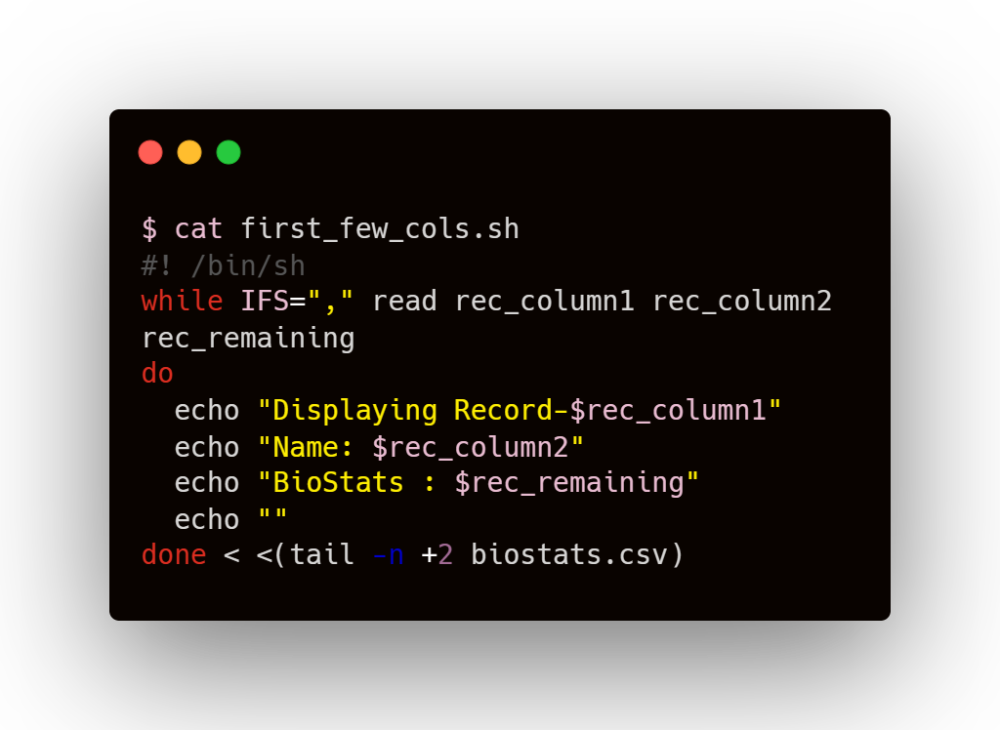 $ cat first_few_cols.sh
#! /bin/sh
while IFS="," read rec_column1 rec_column2
rec_remaining
do
  echo "Displaying Record-$rec_column1"
  echo "Name: $rec_column2"
  echo "BioStats : $rec_remaining"
  echo ""
done < <(tail -n +2 biostats.csv)